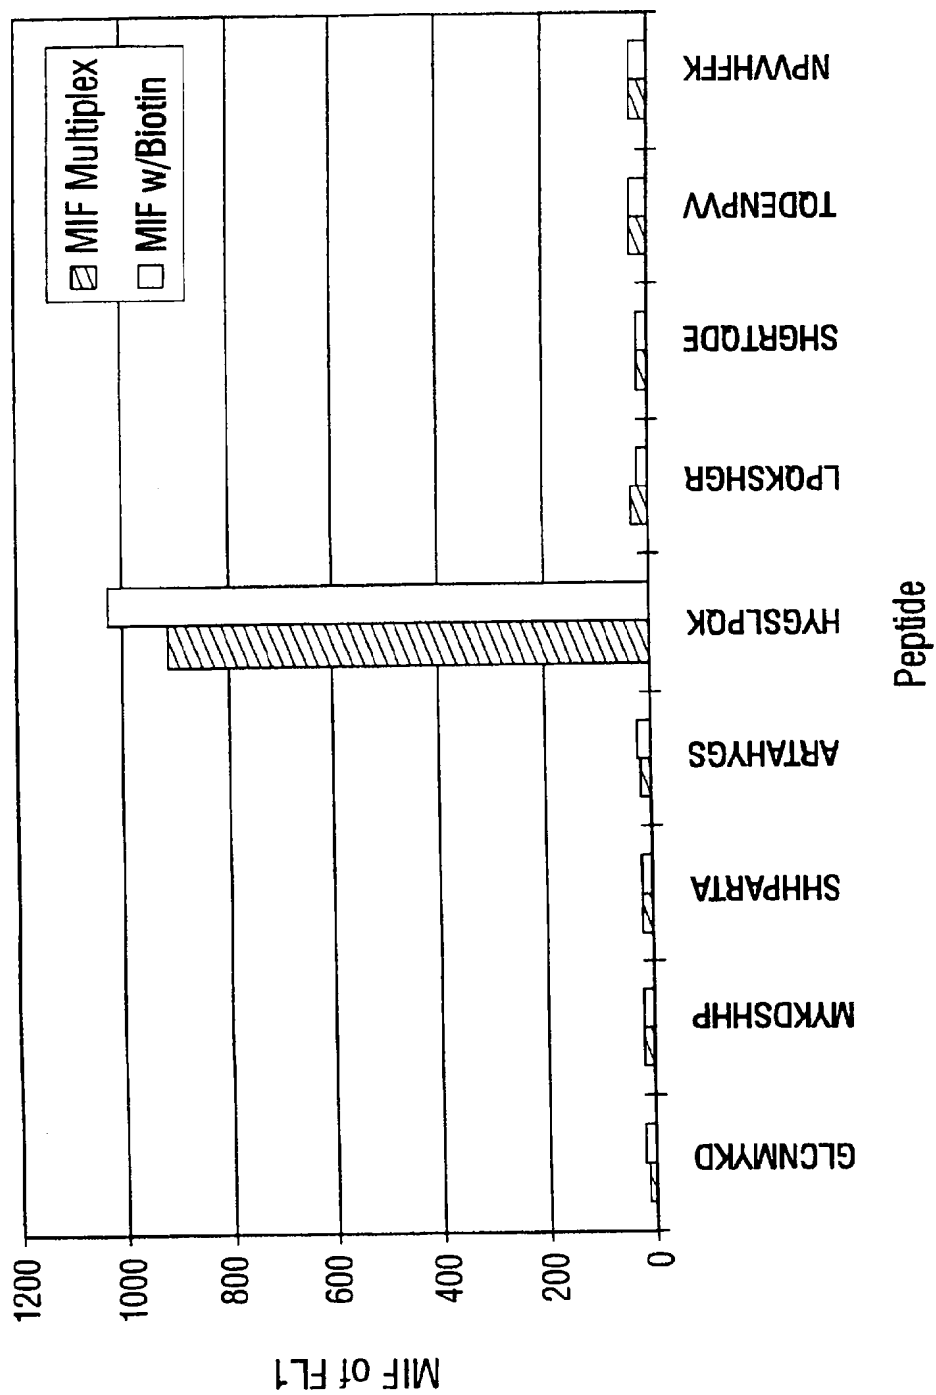 MIF Multiplex
MIF w/Biotin
1200
1000
800
600
400
200
0
MIF of FL1
GLCNMYKD
MYKDSHHP
SHHPARTA
ARTAHYGS
HYGSLPQK
LPQKSHGR
SHGRTQDE
TQDENPVV
NPVVHFFK
Peptide